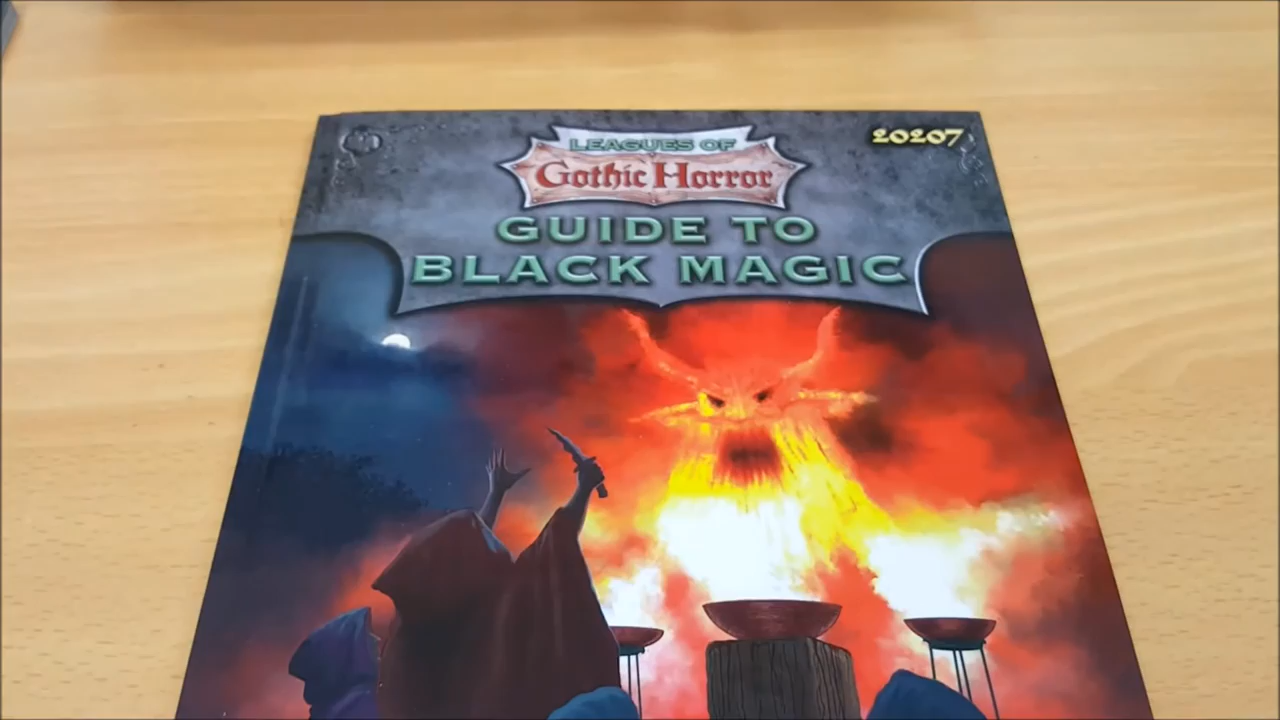 LEAGUES OF
Gothic Horror
20207
GUIDE TO
BLACK MAGIC